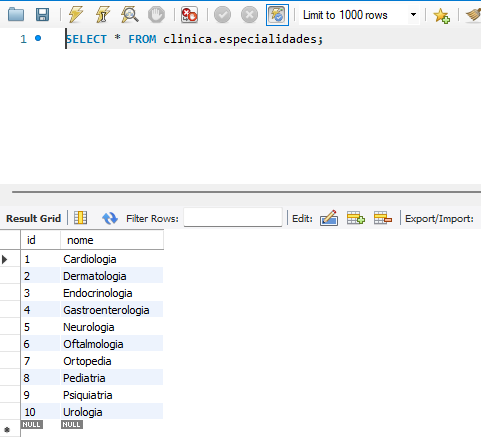 Limit to 1000 rows
1 SELECT * FROM clinica.especialidades;
Result Grid Filter Rows: Edit: Export/Import:
id nome
1 Cardiologia
2 Dermatologia
3 Endocrinologia
4 Gastroenterologia
5 Neurologia
6 Oftalmologia
7 Ortopedia
8 Pediatria
9 Psiquiatria
10 Urologia
NULL NULL